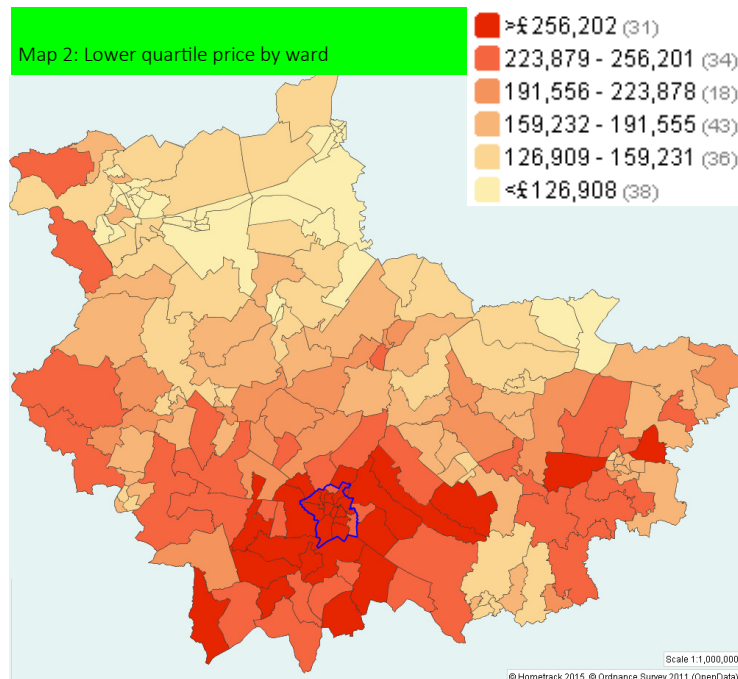 Map 2: Lower quartile price by ward
>£256,202 (31)
223,879 - 256,201 (34)
191,556 - 223,878 (18)
159,232 - 191,555 (43)
126,909 - 159,231 (36)
<£126,908 (38)
Scale 1:1,000,000
© Hometrack 2015, © Ordnance Survey 2011 (OpenData)